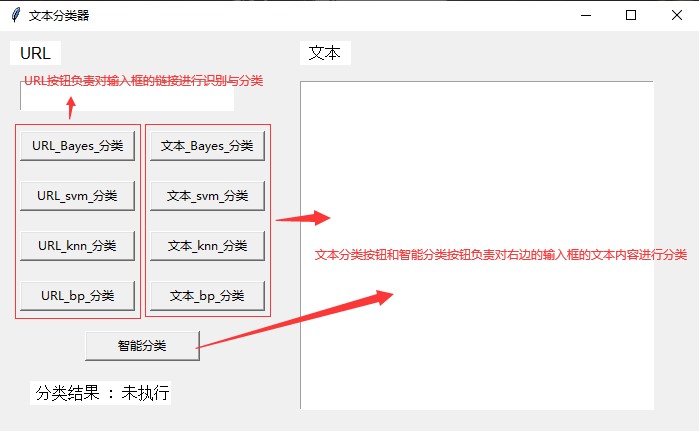 文本分类器
URL
文本
URL按钮负责对输入框的链接进行识别与分类
URL_Bayes_分类
文本_Bayes_分类
URL_svm_分类
文本_svm_分类
URL_knn_分类
文本_knn_分类
文本分类按钮和智能分类按钮负责对右边的输入框的文本内容进行分类
URL_bp_分类
文本_bp_分类
智能分类
分类结果 ： 未执行